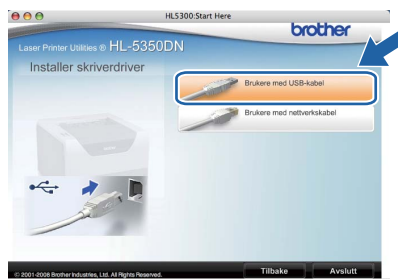 HL5300:Start Here
brother
Laser Printer Utilities ® HL-5350DN
Installer skriverdriver
Brukere med USB-kabel
Brukere med nettverkskabel
© 2001-2008 Brother Industries, Ltd. All Rights Reserved.
Tilbake
Avslutt